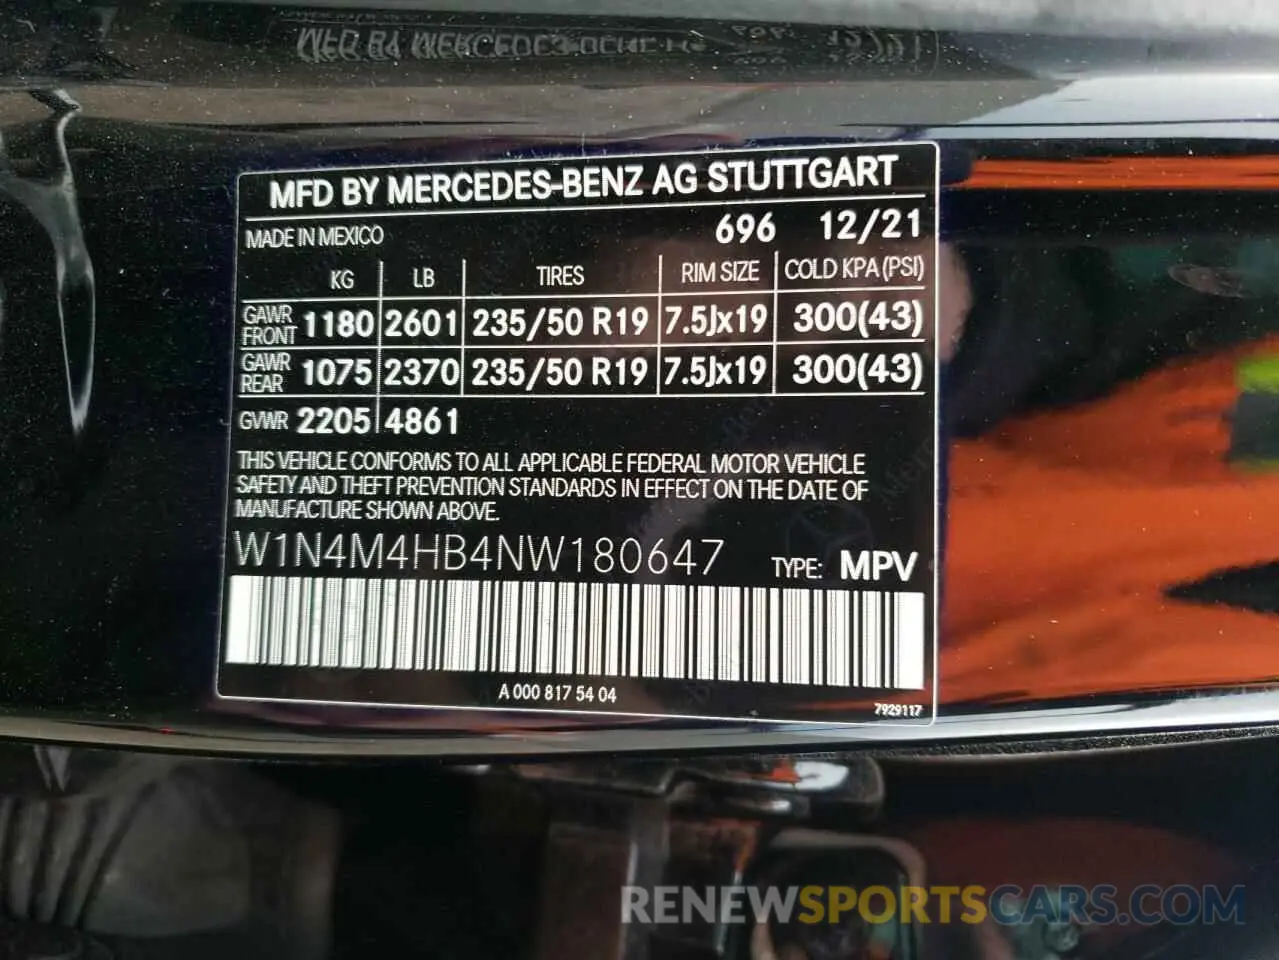 MFD BY MERCEDES-BENZ AG STUTTGART
MADE IN MEXICO 696 12/21
KG LB TIRES RIM SIZE COLD KPA (PSI)
GAWR FRONT 1180 2601 235/50 R19 7.5Jx19 300(43)
GAWR REAR 1075 2370 235/50 R19 7.5Jx19 300(43)
GVWR 2205 4861
THIS VEHICLE CONFORMS TO ALL APPLICABLE FEDERAL MOTOR VEHICLE
SAFETY AND THEFT PREVENTION STANDARDS IN EFFECT ON THE DATE OF
MANUFACTURE SHOWN ABOVE.
W1N4M4HB4NW180647 TYPE: MPV
A 000 817 54 04
7929117
RENEWSPORTSCARS.COM